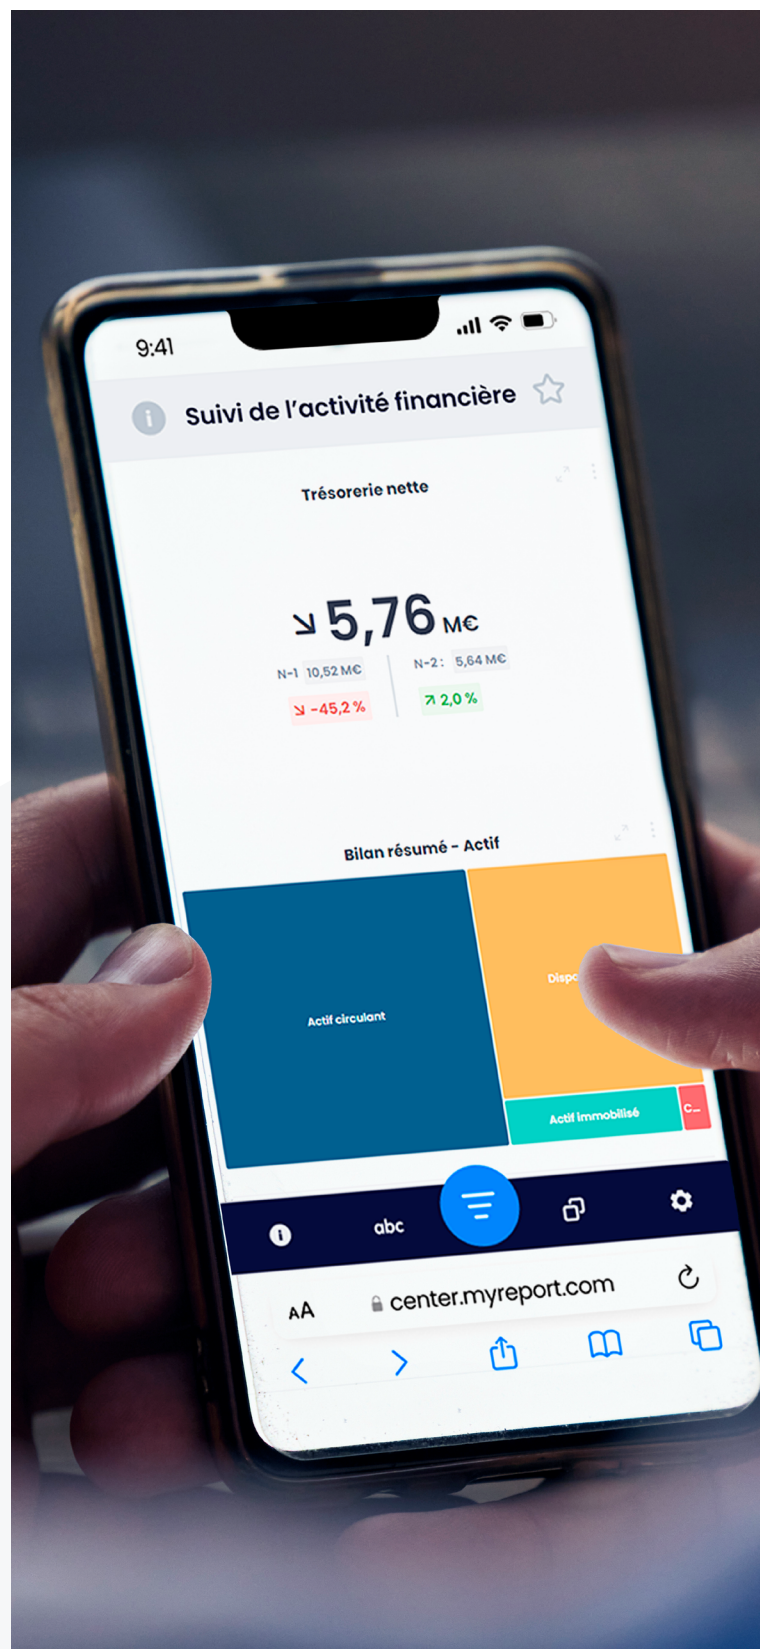 9:41
Suivi de l'activité financière
Trésorerie nette
5,76 M€
N-1 10,52 M€
N-2: 5,64 M€
-45,2 %
2,0 %
Bilan résumé - Actif
Actif circulant
Actif immobilisé
C...
abc
AA
center.myreport.com